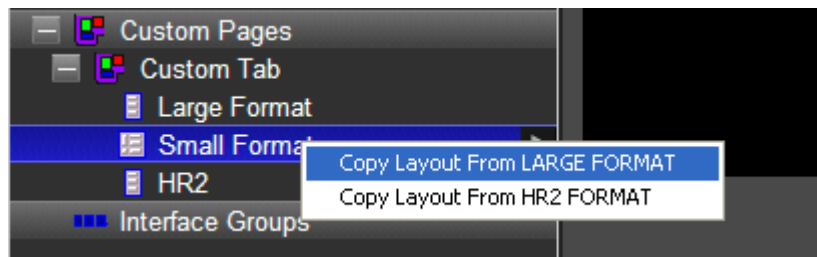 Custom Pages
Custom Tab
Large Format
Small Forma
Copy Layout From LARGE FORMAT
HR2
Copy Layout From HR2 FORMAT
Interface Groups